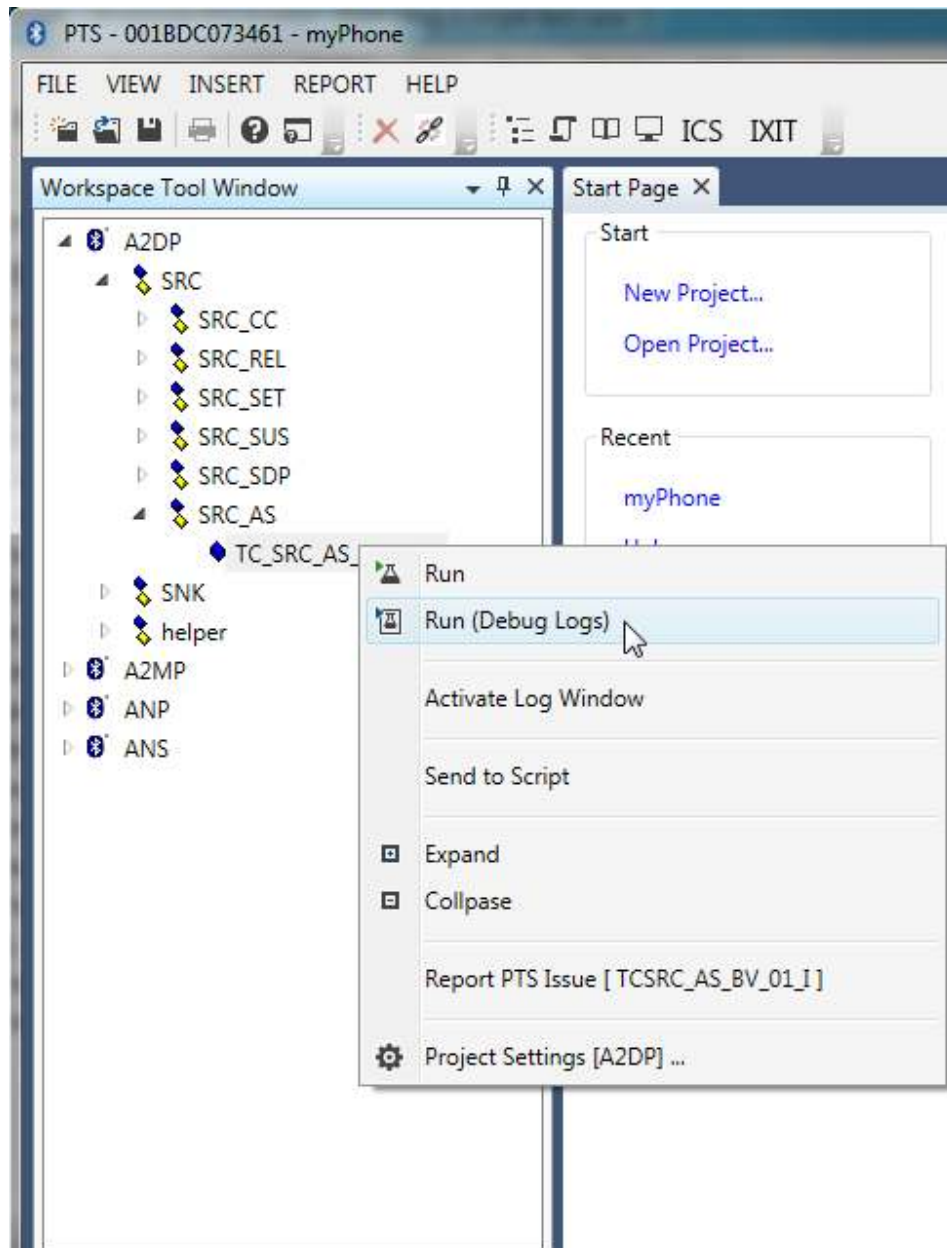 PTS - 001BDC073461 - myPhone
FILE VIEW INSERT REPORT HELP
ICS IXIT
Workspace Tool Window
Start Page
A2DP
SRC
SRC_CC
SRC_REL
SRC_SET
SRC_SUS
SRC_SDP
SRC_AS
TC_SRC_AS_
SNK
helper
A2MP
ANP
ANS
Start
New Project...
Open Project...
Recent
myPhone
Run
Run (Debug Logs)
Activate Log Window
Send to Script
Expand
Collpase
Report PTS Issue [ TCSRC_AS_BV_01_I ]
Project Settings [A2DP] ...